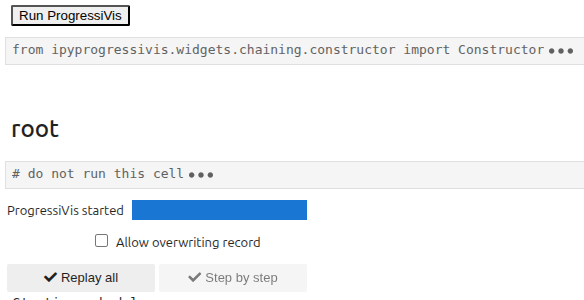 Run ProgressiVis
from ipyprogressivis.widgets.chaining.constructor import Constructor •••
root
# do not run this cell •••
ProgressiVis started
Allow overwriting record
✔ Replay all ✔ Step by step